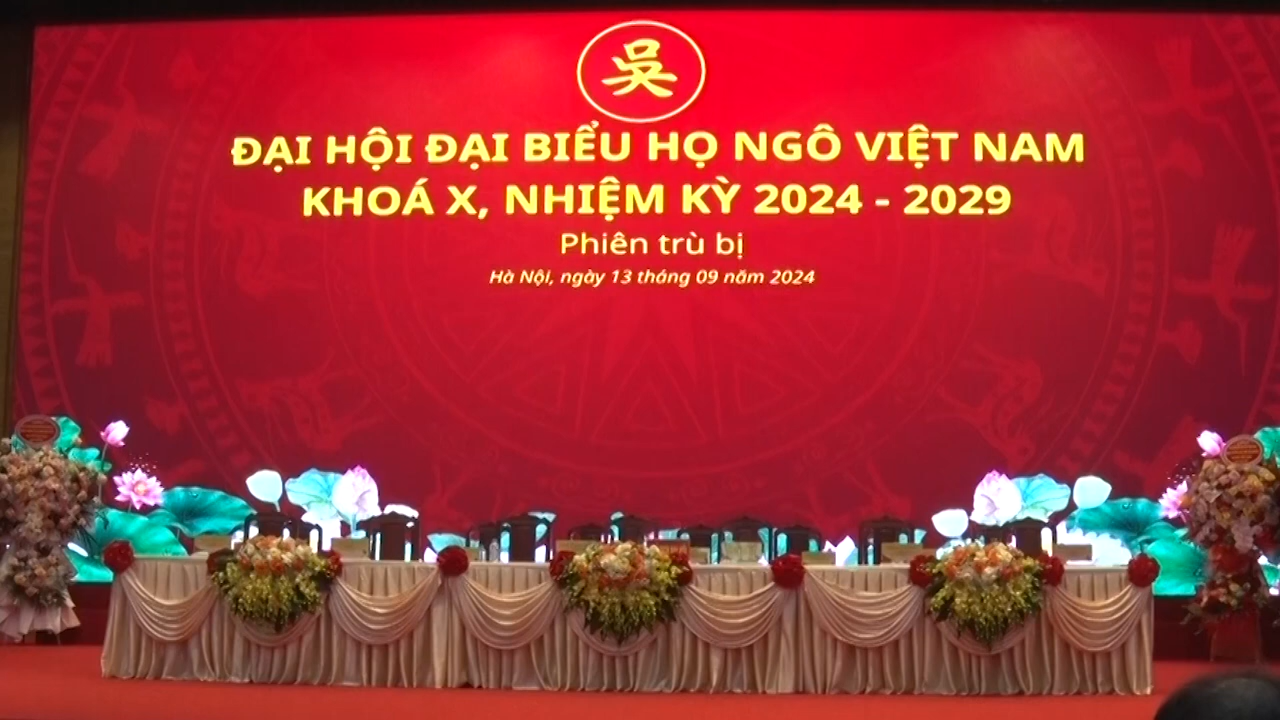 吳
ĐẠI HỘI ĐẠI BIỂU HỌ NGÔ VIỆT NAM
KHOÁ X, NHIỆM KỲ 2024 - 2029
Phiên trù bị
Hà Nội, ngày 13 tháng 09 năm 2024